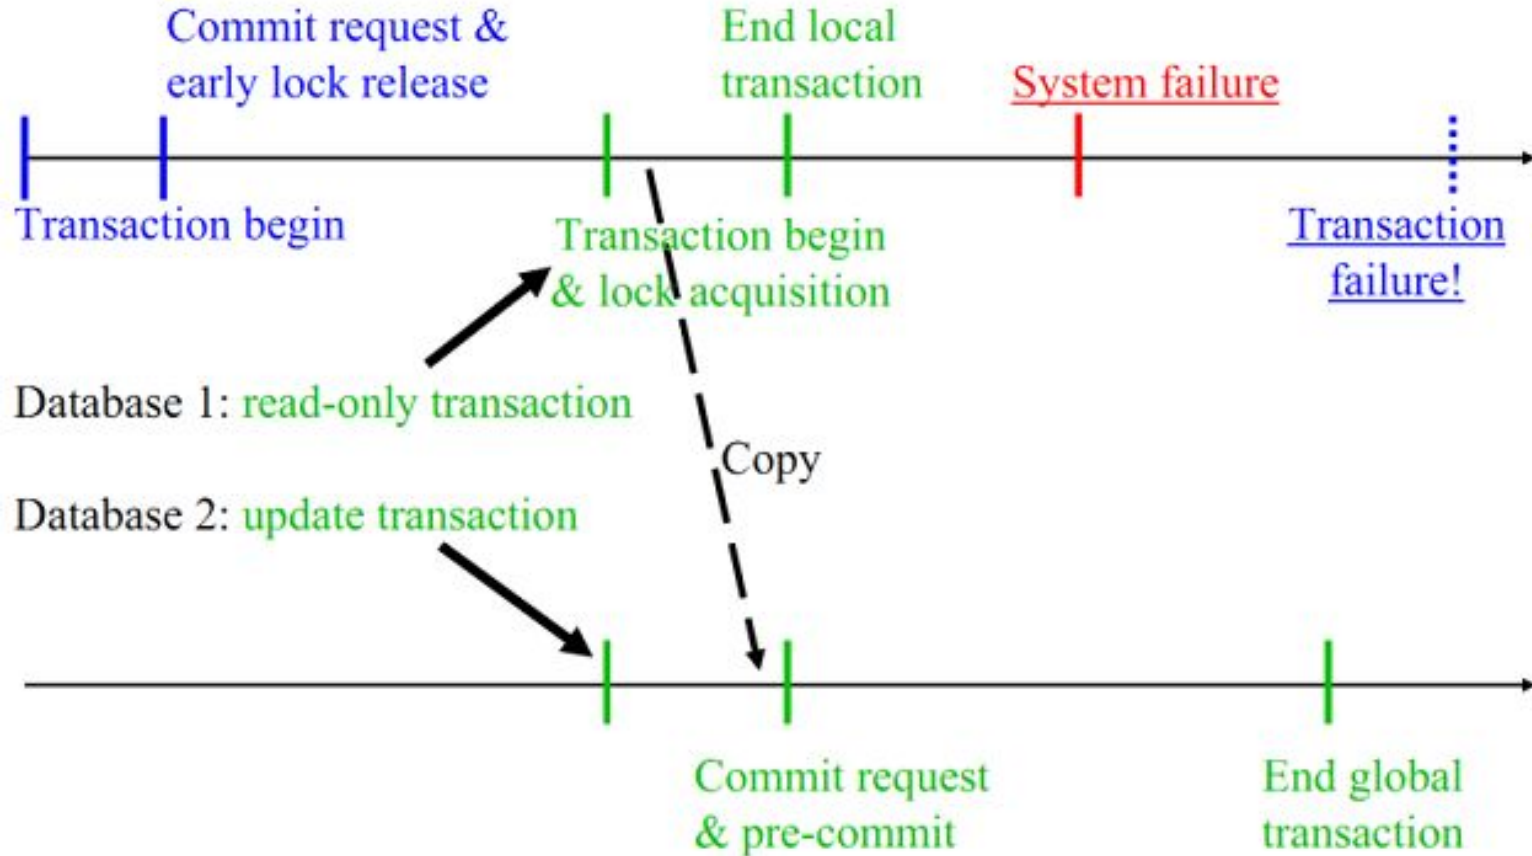 Commit request &
early lock release
End local
transaction
System failure
Transaction begin
Transaction begin
& lock acquisition
Transaction
failure!
Database 1: read-only transaction
Copy
Database 2: update transaction
Commit request
& pre-commit
End global
transaction